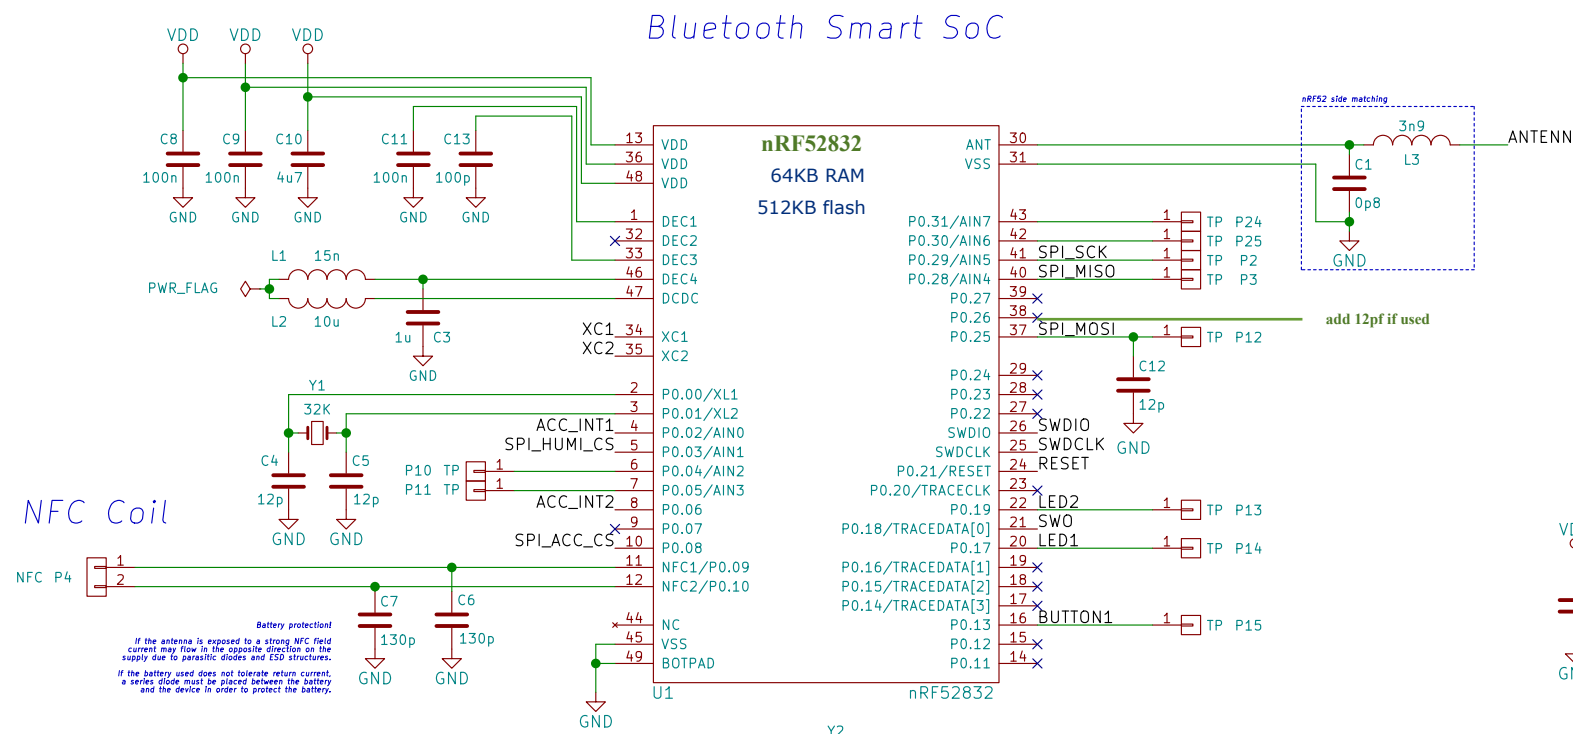 Bluetooth Smart SoC
VDD
VDD
VDD
C8
100n
GND
C9
100n
GND
C10
4u7
GND
C11
100n
GND
C13
100p
GND
L1
15n
PWR_FLAG
L2
10u
1u
C3
GND
XC1
XC2
Y1
32K
C4
12p
GND
C5
12p
GND
ACC_INT1
SPI_HUMI_CS
P10 TP 1
P11 TP 1
ACC_INT2
SPI_ACC_CS
NFC Coil
NFC P4
1
2
C7
130p
GND
C6
130p
GND
Battery protection!
If the antenna is exposed to a strong NFC field
current may flow in the opposite direction on the
supply due to parasitic diodes and ESD structures.
If the battery used does not tolerate return current,
a series diode must be placed between the battery
and the device in order to protect the battery.
GND
nRF52832
64KB RAM
512KB flash
13 VDD
36 VDD
48 VDD
1 DEC1
32 DEC2
33 DEC3
46 DEC4
47 DCDC
34 XC1
35 XC2
2 P0.00/XL1
3 P0.01/XL2
4 P0.02/AIN0
5 P0.03/AIN1
6 P0.04/AIN2
7 P0.05/AIN3
8 P0.06
9 P0.07
10 P0.08
11 NFC1/P0.09
12 NFC2/P0.10
44 NC
45 VSS
49 BOTPAD
U1
nRF52832
Y2
ANT 30
VSS 31
P0.31/AIN7 43
P0.30/AIN6 42
P0.29/AIN5 41 SPI_SCK
P0.28/AIN4 40 SPI_MISO
P0.27 39
P0.26 38
P0.25 37 SPI_MOSI
P0.24 29
P0.23 28
P0.22 27
SWDIO 26 SWDIO
SWDCLK 25 SWDCLK
P0.21/RESET 24 RESET
P0.20/TRACECLK 23
P0.19 22 LED2
P0.18/TRACEDATA[0] 21 SWO
P0.17 20 LED1
P0.16/TRACEDATA[1] 19
P0.15/TRACEDATA[2] 18
P0.14/TRACEDATA[3] 17
P0.13 16 BUTTON1
P0.12 15
P0.11 14
1 TP P24
1 TP P25
1 TP P2
1 TP P3
add 12pf if used
1 TP P12
C12
12p
GND
1 TP P13
1 TP P14
1 TP P15
nRF52 side matching
3n9
L3
C1
0p8
GND
ANTENN